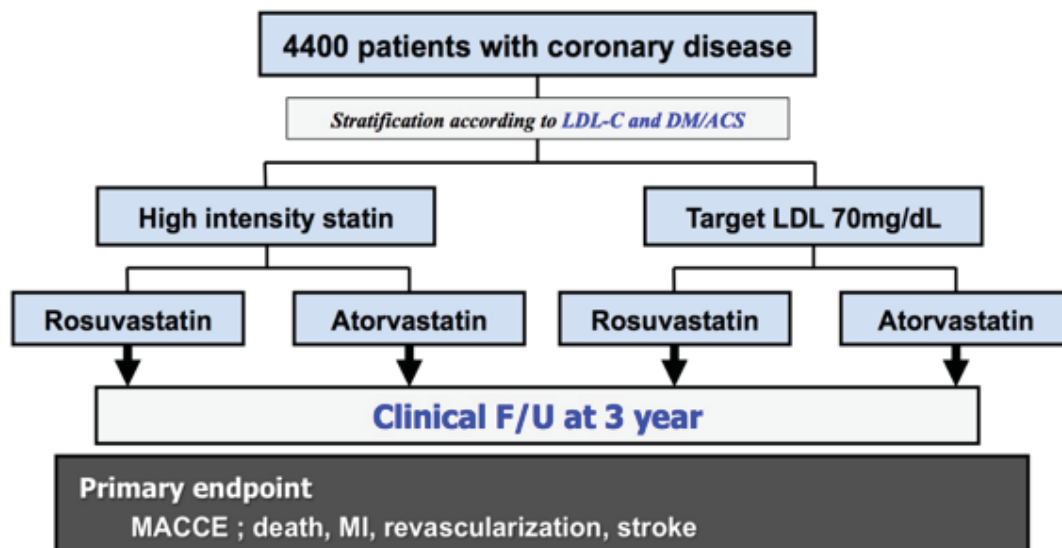 4400 patients with coronary disease
Stratification according to LDL-C and DM/ACS
High intensity statin
Target LDL 70mg/dL
Rosuvastatin
Atorvastatin
Rosuvastatin
Atorvastatin
Clinical F/U at 3 year
Primary endpoint
MACCE ; death, MI, revascularization, stroke